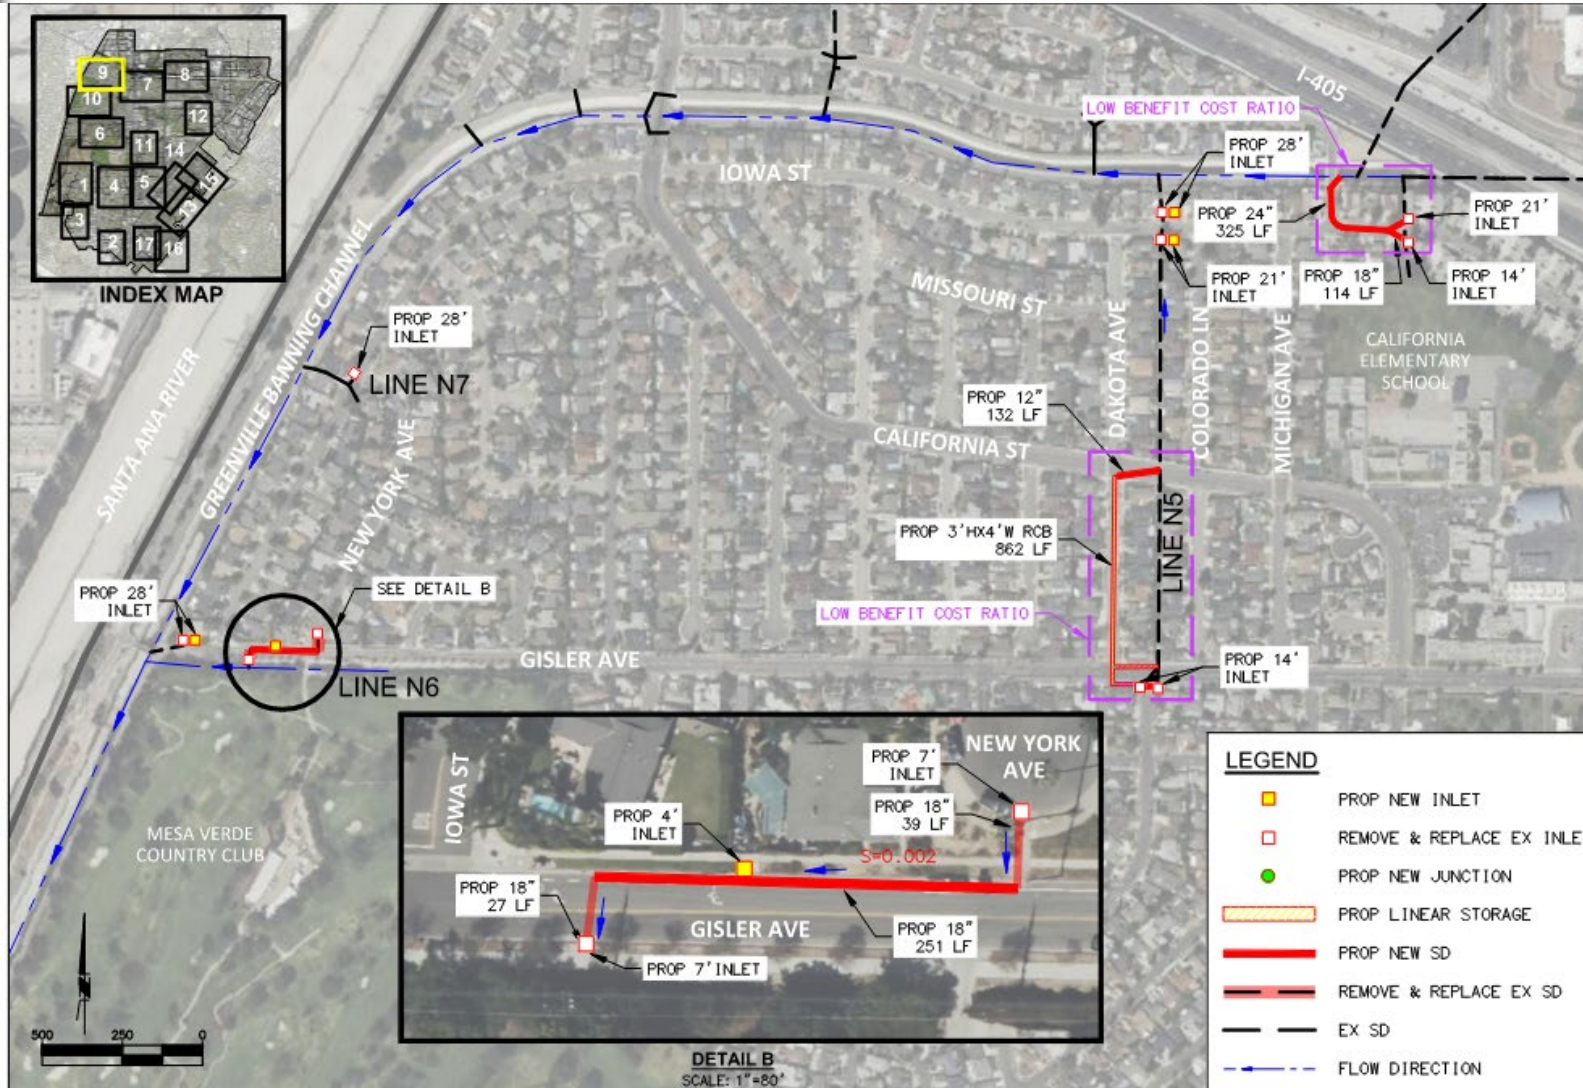 9
8
7
10
12
6
11
14
1
4
5
15
13
3
2
17
16
INDEX MAP
I-405
LOW BENEFIT COST RATIO
PROP 28'
INLET
IOWA ST
PROP 24"
325 LF
PROP 21'
INLET
PROP 21'
INLET
PROP 18"
114 LF
PROP 14'
INLET
MISSOURI ST
DAKOTA AVE
COLORADO LN
MICHIGAN AVE
CALIFORNIA
ELEMENTARY
SCHOOL
SANTA ANA RIVER
GREENVILLE BANNING CHANNEL
PROP 28'
INLET
LINE N7
NEW YORK AVE
PROP 12"
132 LF
CALIFORNIA ST
PROP 3'HX4'W RCB
862 LF
LINE N5
PROP 28'
INLET
SEE DETAIL B
LOW BENEFIT COST RATIO
GISLER AVE
PROP 14'
INLET
LINE N6
MESA VERDE
COUNTRY CLUB
IOWA ST
PROP 4'
INLET
PROP 7'
INLET
NEW YORK
AVE
PROP 18"
39 LF
S=0.002
PROP 18"
27 LF
GISLER AVE
PROP 18"
251 LF
PROP 7'INLET
DETAIL B
SCALE: 1"=80'
N
500
250
0
LEGEND
PROP NEW INLET
REMOVE & REPLACE EX INLE
PROP NEW JUNCTION
PROP LINEAR STORAGE
PROP NEW SD
REMOVE & REPLACE EX SD
EX SD
FLOW DIRECTION